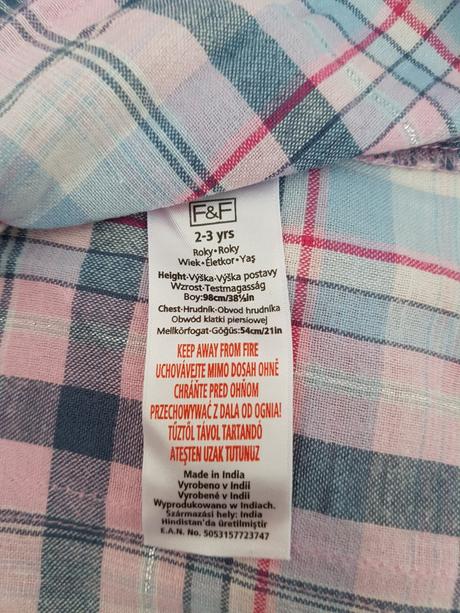 F&F
2-3 yrs
Roky•Roky
Wiek•Életkor•Yaş
Height•Výška•Výška postavy
Wzrost•Testmagasság
Boy:98cm/38½in
Chest•Hrudník•Obvod hrudníka
Obwód klatki piersiowej
Mellkörfogat•Göğüs:54cm/21in
KEEP AWAY FROM FIRE
UCHOVÁVEJTE MIMO DOSAH OHNĚ
CHRÁŇTE PRED OHŇOM
PRZECHOWYWAĆ Z DALA OD OGNIA!
TŰZTŐL TÁVOL TARTANDÓ
ATEŞTEN UZAK TUTUNUZ
Made in India
Vyrobeno v Indii
Vyrobené v Indii
Wyprodukowano w Indiach.
Származási hely: India
Hindistan'da üretilmiştir
E.A.N. No. 5053157723747